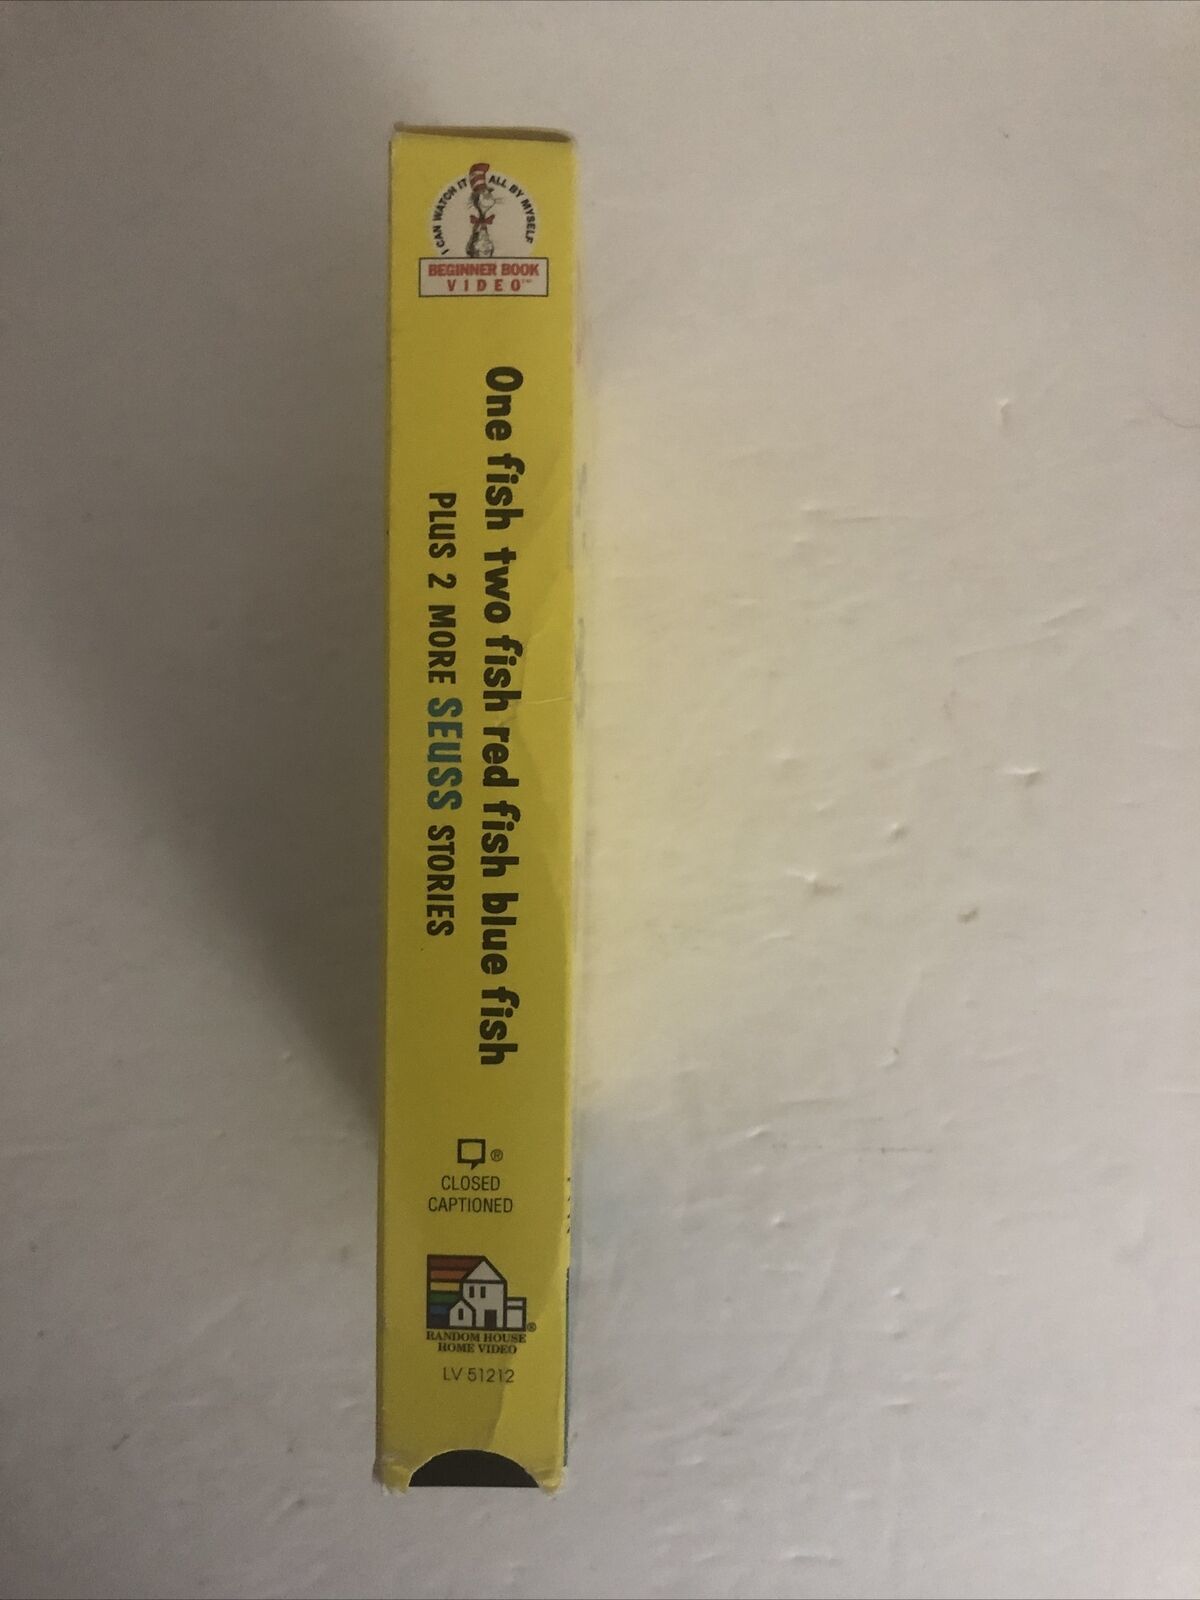 I CAN WATCH IT ALL BY MYSELF
BEGINNER BOOK
VIDEO™
One fish two fish red fish blue fish
PLUS 2 MORE SEUSS STORIES
®
CLOSED
CAPTIONED
®
RANDOM HOUSE
HOME VIDEO
LV 51212